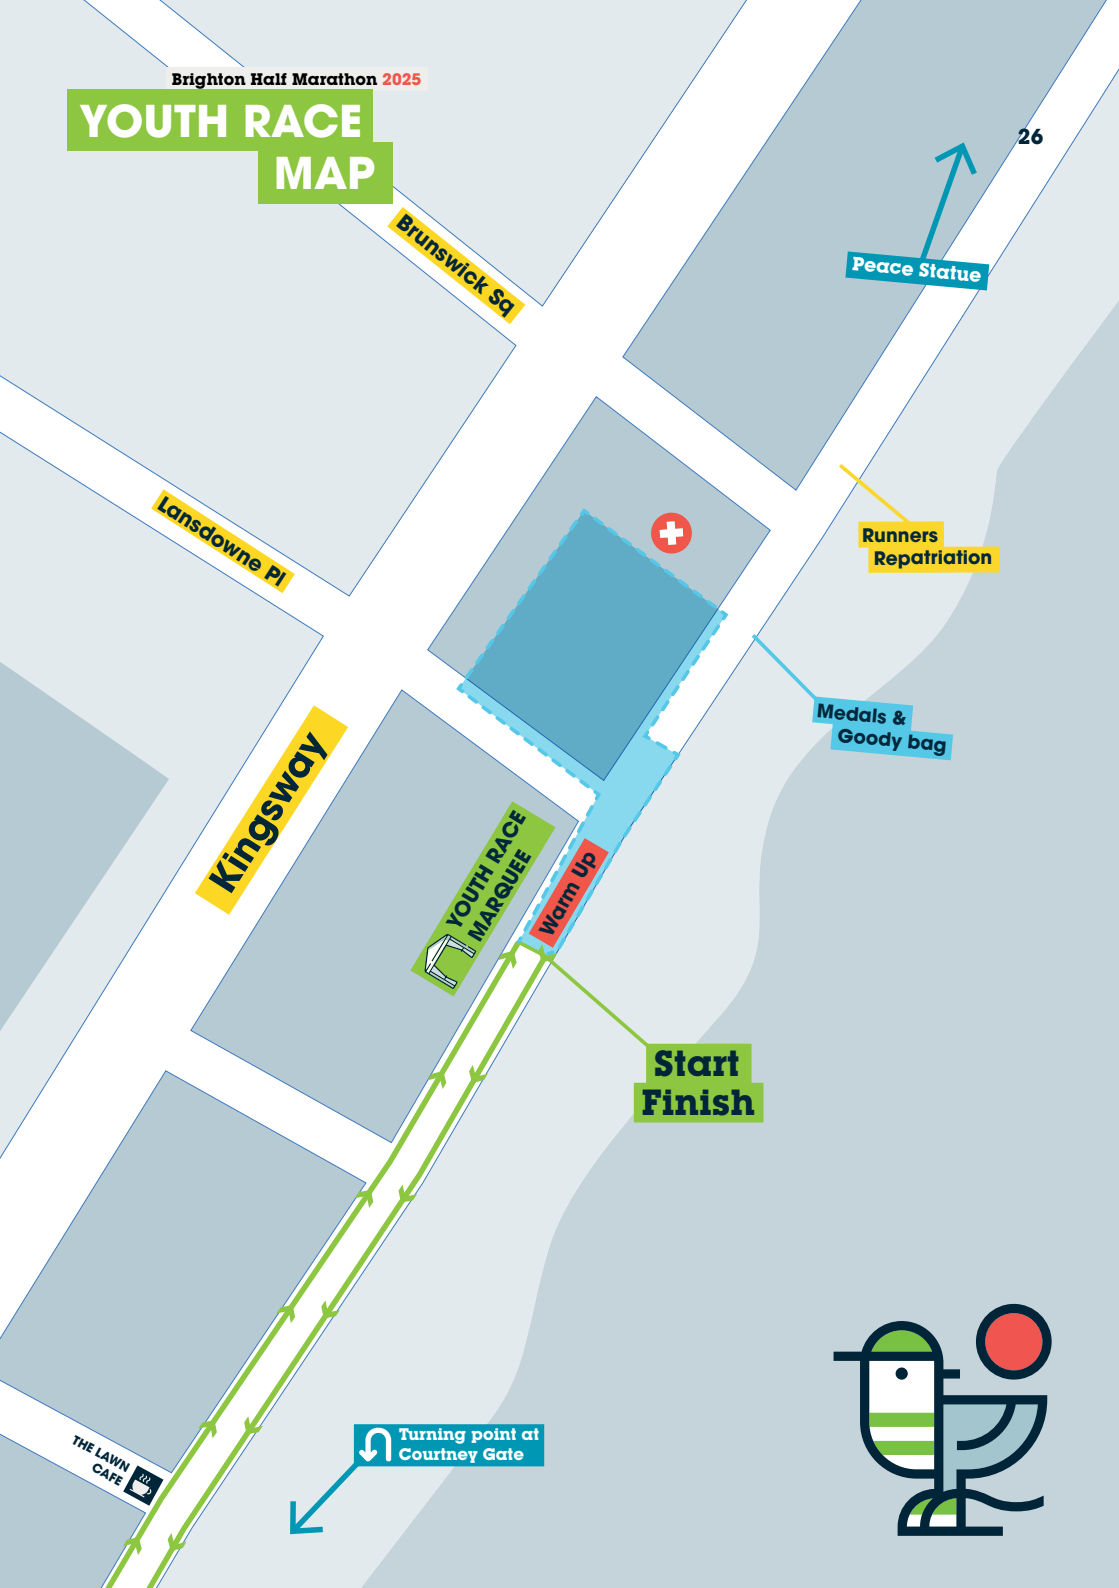 Brighton Half Marathon 2025
YOUTH RACE
MAP
26
Brunswick Sq
Peace Statue
Lansdowne Pl
Runners
Repatriation
Medals &
Goody bag
Kingsway
YOUTH RACE
MARQUEE
Warm Up
Start
Finish
Turning point at
Courtney Gate
THE LAWN
CAFE